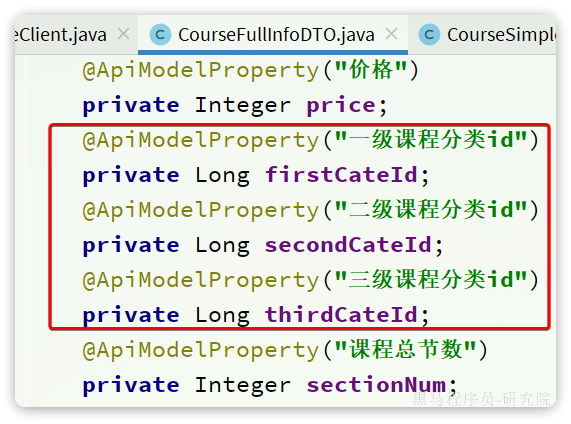 eClient.java
CourseFullInfoDTO.java
CourseSimple
@ApiModelProperty("价格")
private Integer price;
@ApiModelProperty("一级课程分类id")
private Long firstCateId;
@ApiModelProperty("二级课程分类id")
private Long secondCateId;
@ApiModelProperty("三级课程分类id")
private Long thirdCateId;
@ApiModelProperty("课程总节数")
private Integer sectionNum;
黑马程序员-研究院